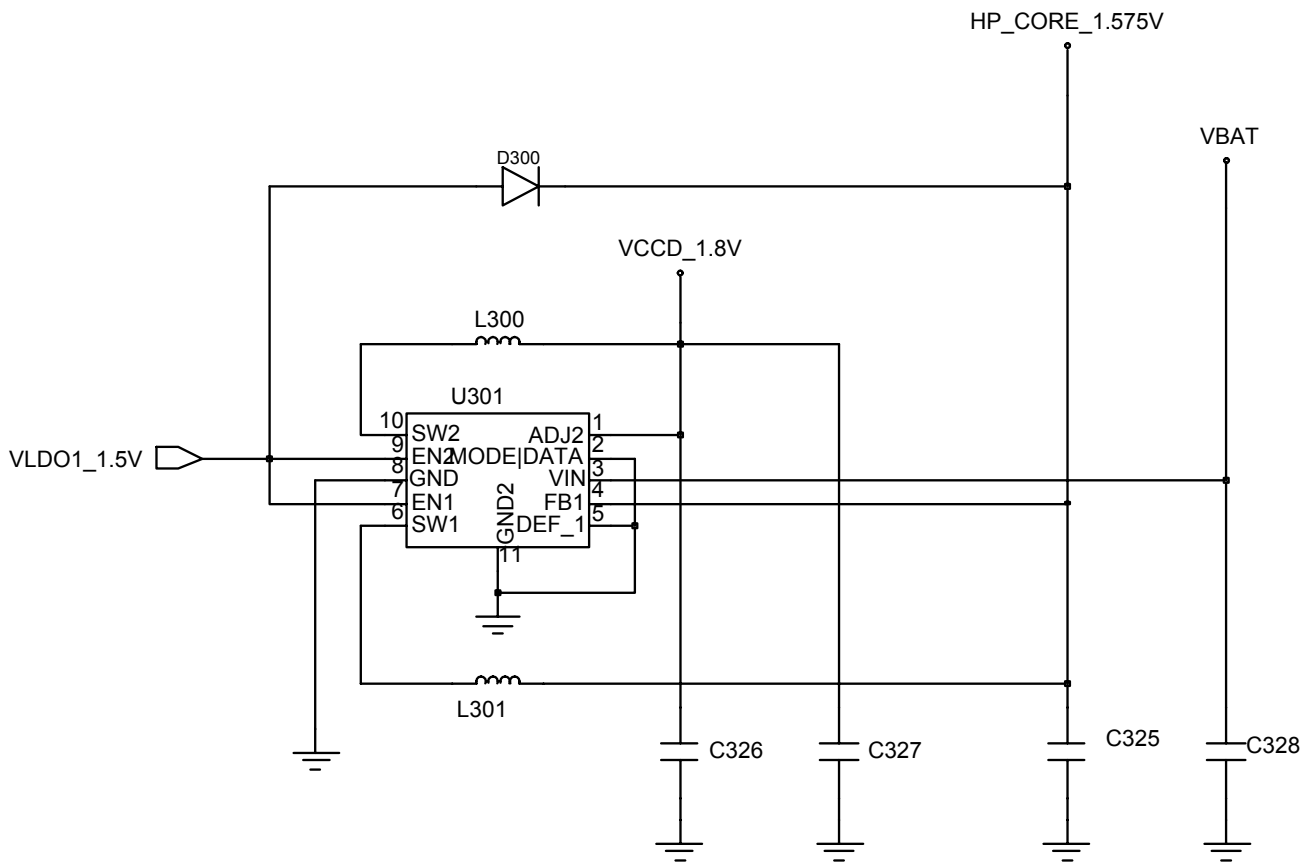 HP_CORE_1.575V
VBAT
D300
VCCD_1.8V
L300
U301
10
1
SW2
ADJ2
9
2
VLDO1_1.5V
EN2
MODE|DATA
8
3
GND
VIN
7
4
EN1
FB1
6
5
SW1
GND2
DEF_1
11
L301
C326
C327
C325
C328